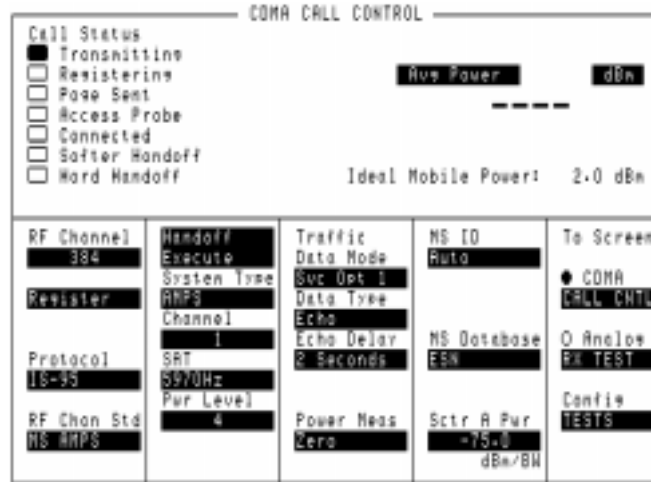 CDMA CALL CONTROL
Call Status
Transmitting
Registering
Page Sent
Access Probe
Connected
Softer Handoff
Hard Handoff
Avg Power dBm
----
Ideal Mobile Power: 2.0 dBm
RF Channel
384
Register
Protocol
IS-95
RF Chan Std
MS AMPS
Handoff
Execute
System Type
AMPS
Channel
1
SAT
5970Hz
Pwr Level
4
Traffic
Data Mode
Svc Opt 1
Data Type
Echo
Echo Delay
2 Seconds
Power Meas
Zero
MS ID
Auto
MS Database
ESN
Sctr A Pwr
-75.0
dBm/BW
To Screen
CDMA
CALL CNTL
Analog
RX TEST
Config
TESTS